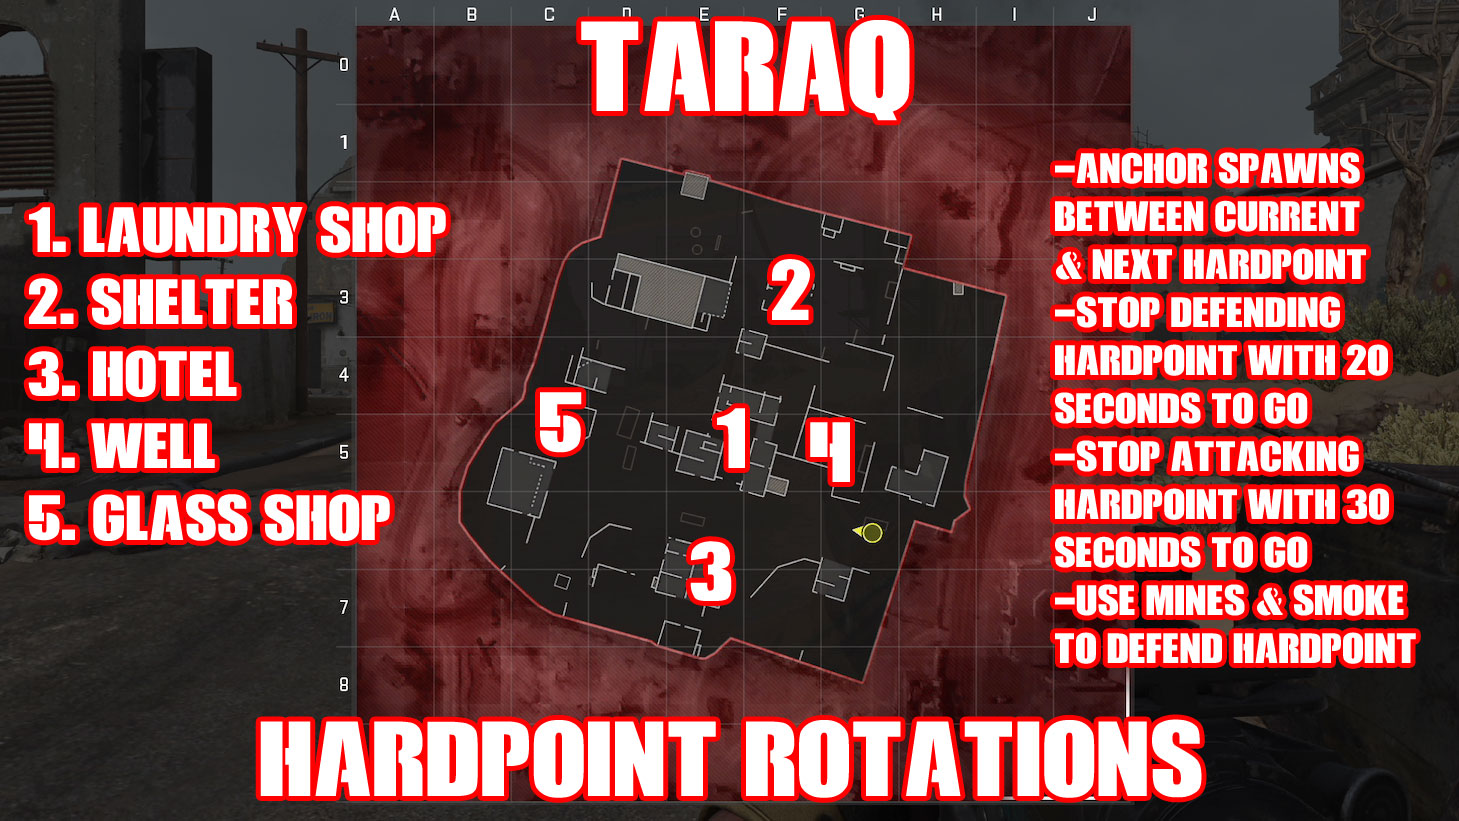 A B C D E F G H I J
TARAQ
0
1
3
4
5
7
8
1. LAUNDRY SHOP
2. SHELTER
3. HOTEL
4. WELL
5. GLASS SHOP
2
5
1
4
3
-ANCHOR SPAWNS
BETWEEN CURRENT
& NEXT HARDPOINT
-STOP DEFENDING
HARDPOINT WITH 20
SECONDS TO GO
-STOP ATTACKING
HARDPOINT WITH 30
SECONDS TO GO
-USE MINES & SMOKE
TO DEFEND HARDPOINT
HARDPOINT ROTATIONS